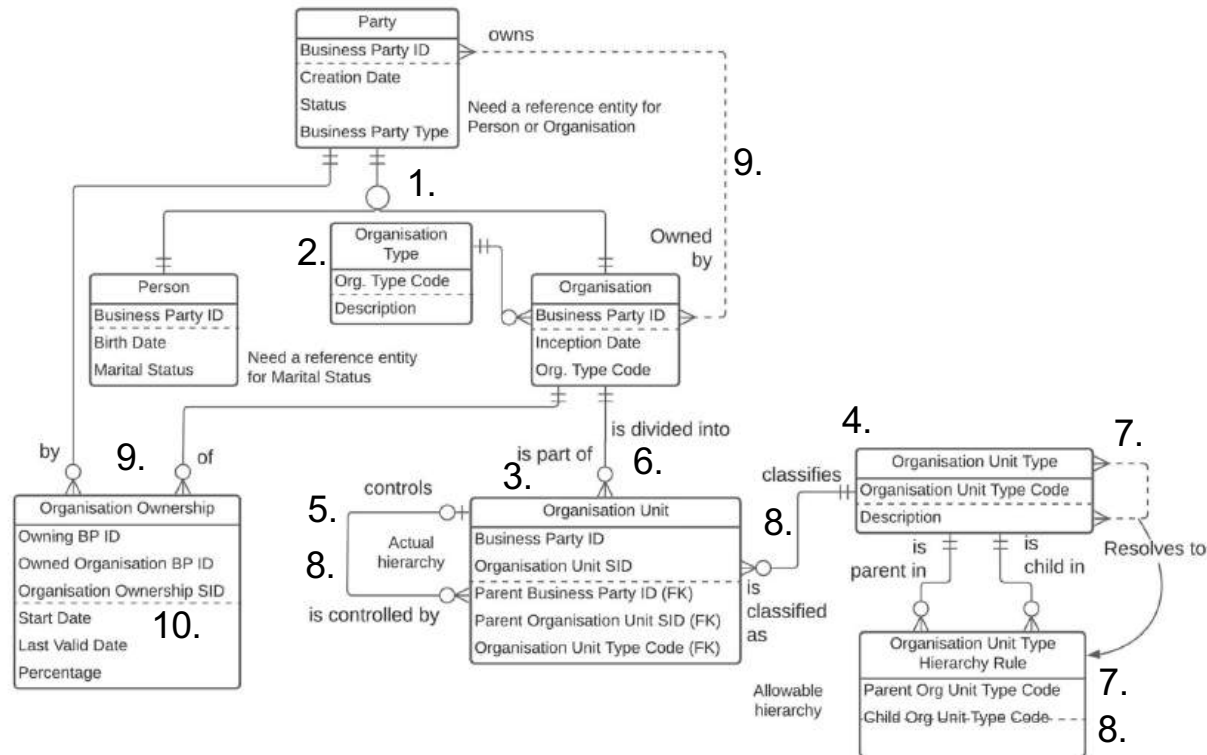 Party
Business Party ID
Creation Date
Status
Business Party Type
owns
Need a reference entity for
Person or Organisation
9.
1.
2.
Organisation
Type
Org. Type Code
Description
Owned
by
Person
Business Party ID
Birth Date
Marital Status
Need a reference entity
for Marital Status
Organisation
Business Party ID
Inception Date
Org. Type Code
by
9.
of
is divided into
is part of
6.
3.
4.
7.
Organisation Ownership
Owning BP ID
Owned Organisation BP ID
Organisation Ownership SID
Start Date
10.
Last Valid Date
Percentage
controls
5.
Actual
hierarchy
8.
is controlled by
Organisation Unit
Business Party ID
Organisation Unit SID
Parent Business Party ID (FK)
Parent Organisation Unit SID (FK)
Organisation Unit Type Code (FK)
classifies
8.
is
classified
as
Organisation Unit Type
Organisation Unit Type Code
Description
is
parent in
is
child in
Resolves to
Organisation Unit Type
Hierarchy Rule
Parent Org Unit Type Code
Child Org Unit Type Code
Allowable
hierarchy
7.
8.